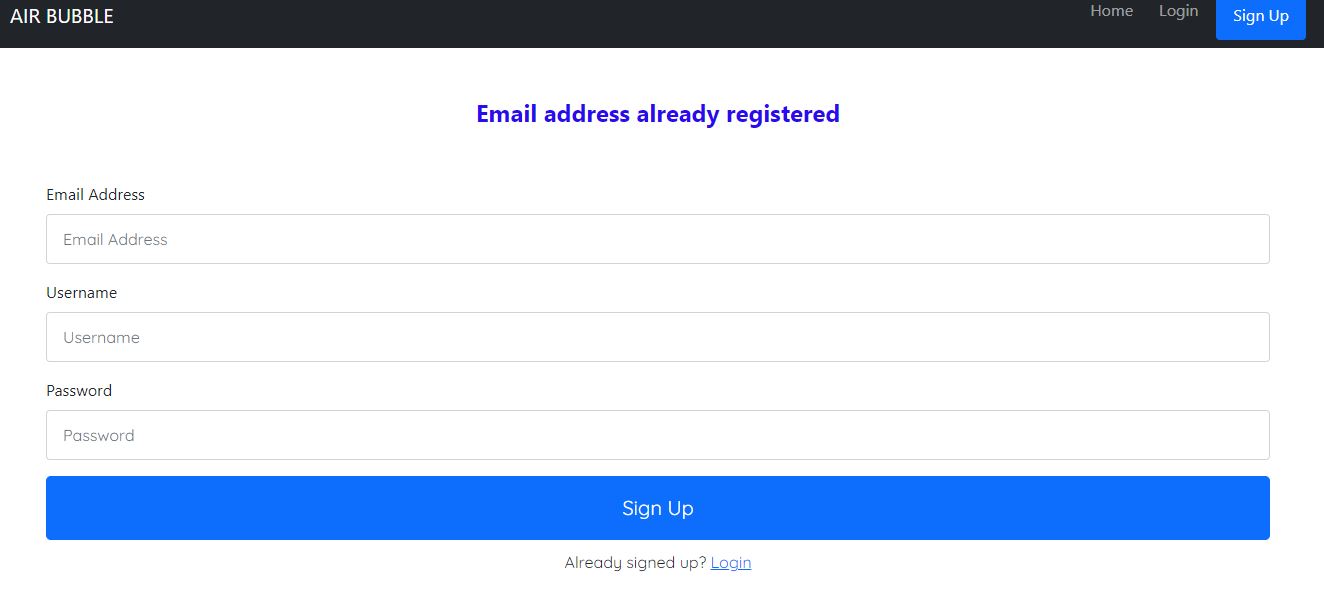 AIR BUBBLE
Home Login Sign Up
Email address already registered
Email Address
Email Address
Username
Username
Password
Password
Sign Up
Already signed up? Login